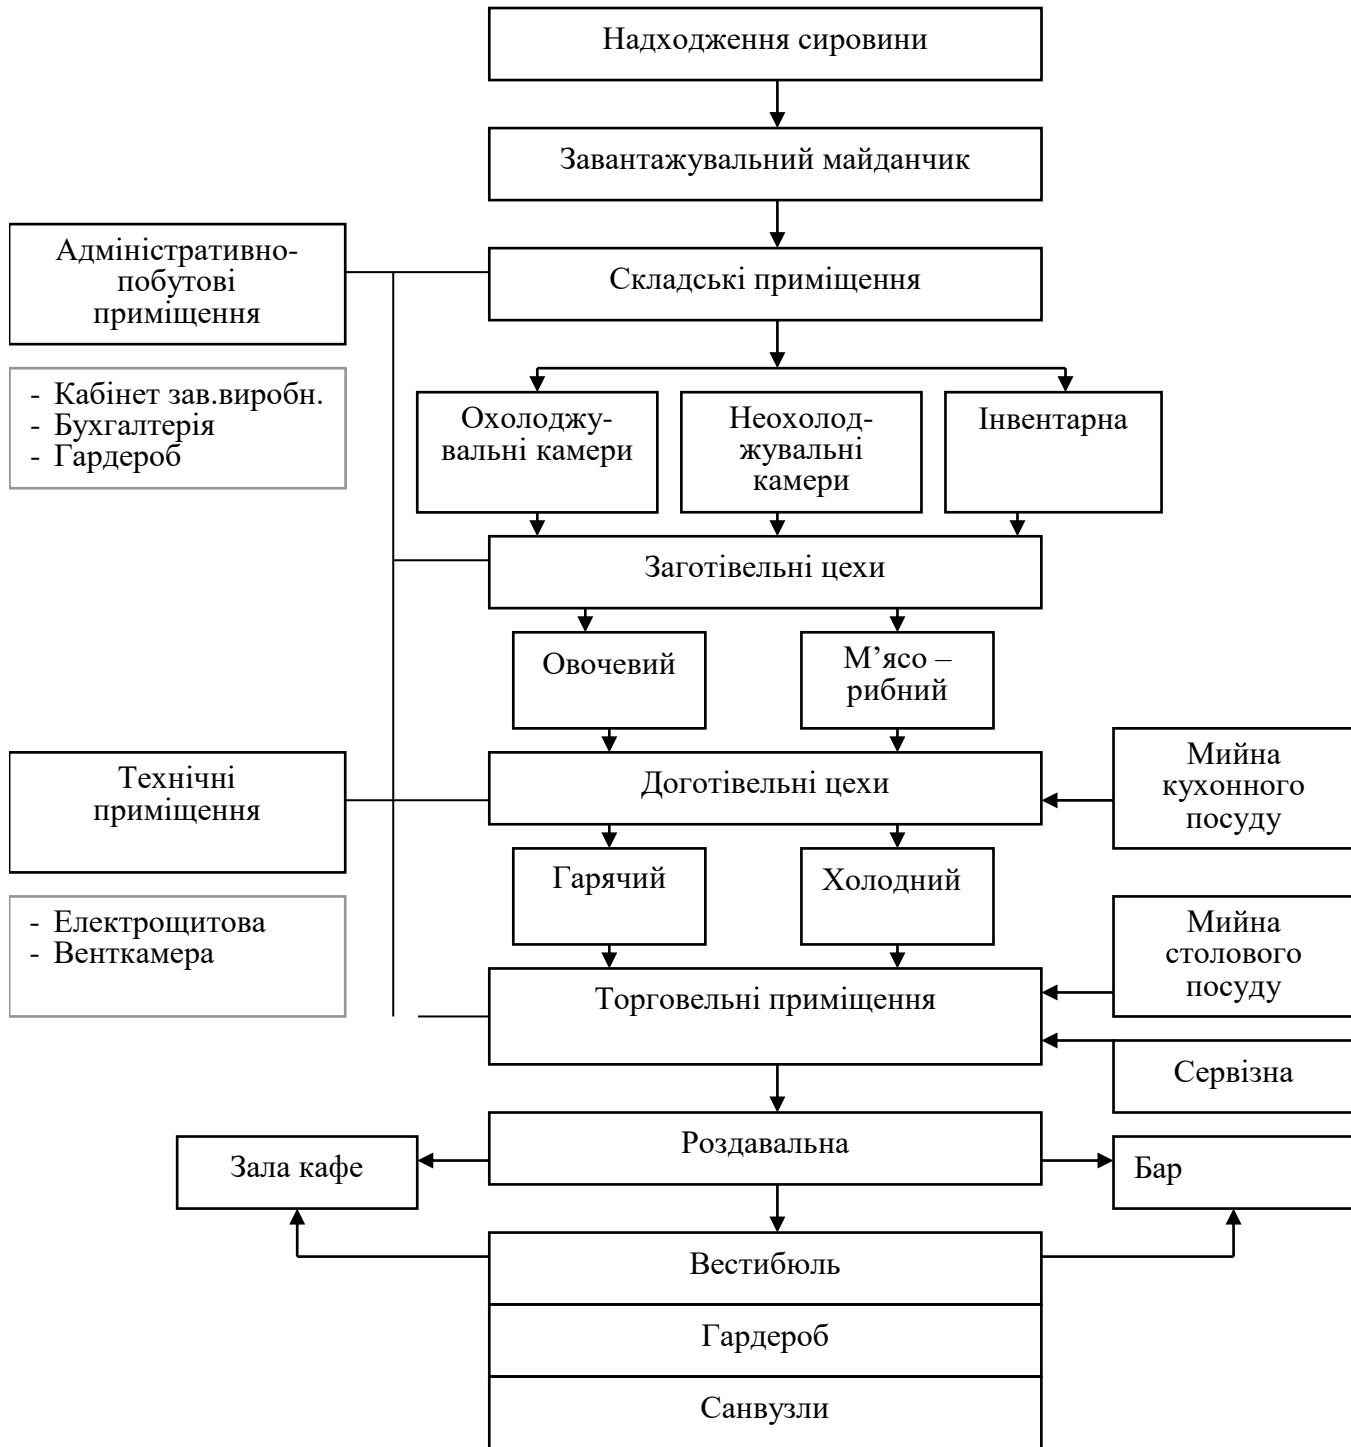 Надходження сировини
Завантажувальний майданчик
Адміністративно-
побутові
приміщення
Складські приміщення
- Кабінет зав.виробн.
- Бухгалтерія
- Гардероб
Охолоджу-
вальні камери
Неохолод-
жувальні
камери
Інвентарна
Заготівельні цехи
Овочевий
М’ясо –
рибний
Технічні
приміщення
Доготівельні цехи
Мийна
кухонного
посуду
Гарячий
Холодний
- Електрощитова
- Венткамера
Мийна
столового
посуду
Торговельні приміщення
Сервізна
Роздавальна
Зала кафе
Бар
Вестибюль
Гардероб
Санвузли